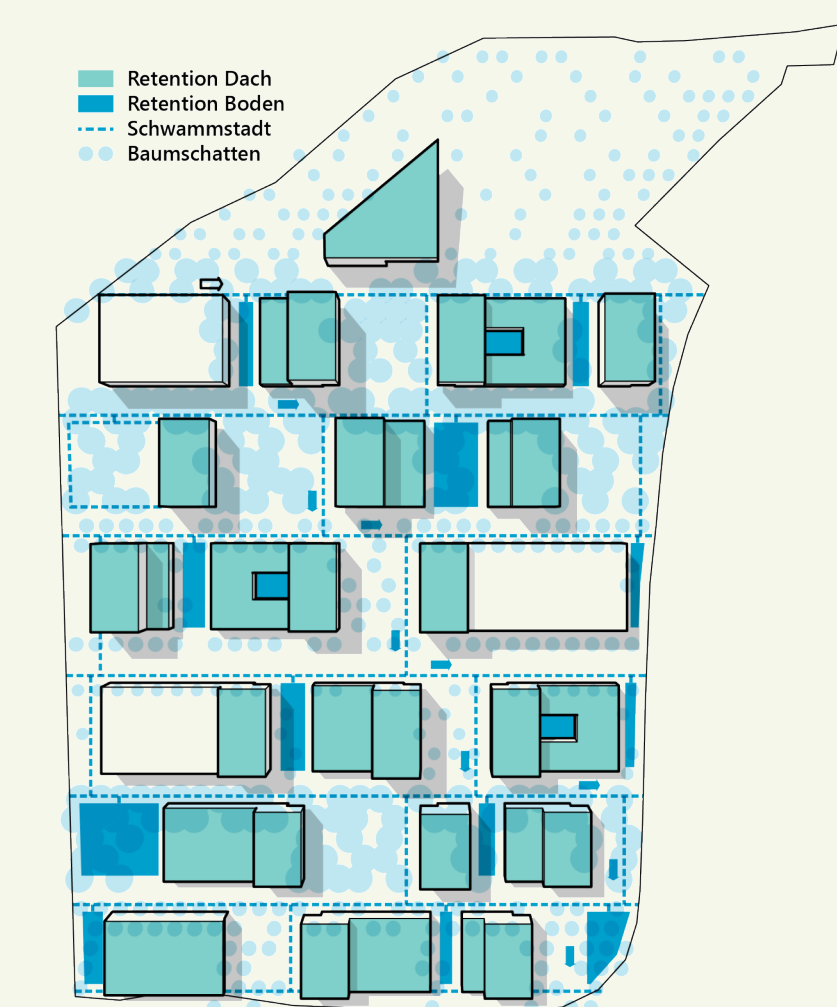 Retention Dach
Retention Boden
Schwammstadt
Baumschatten